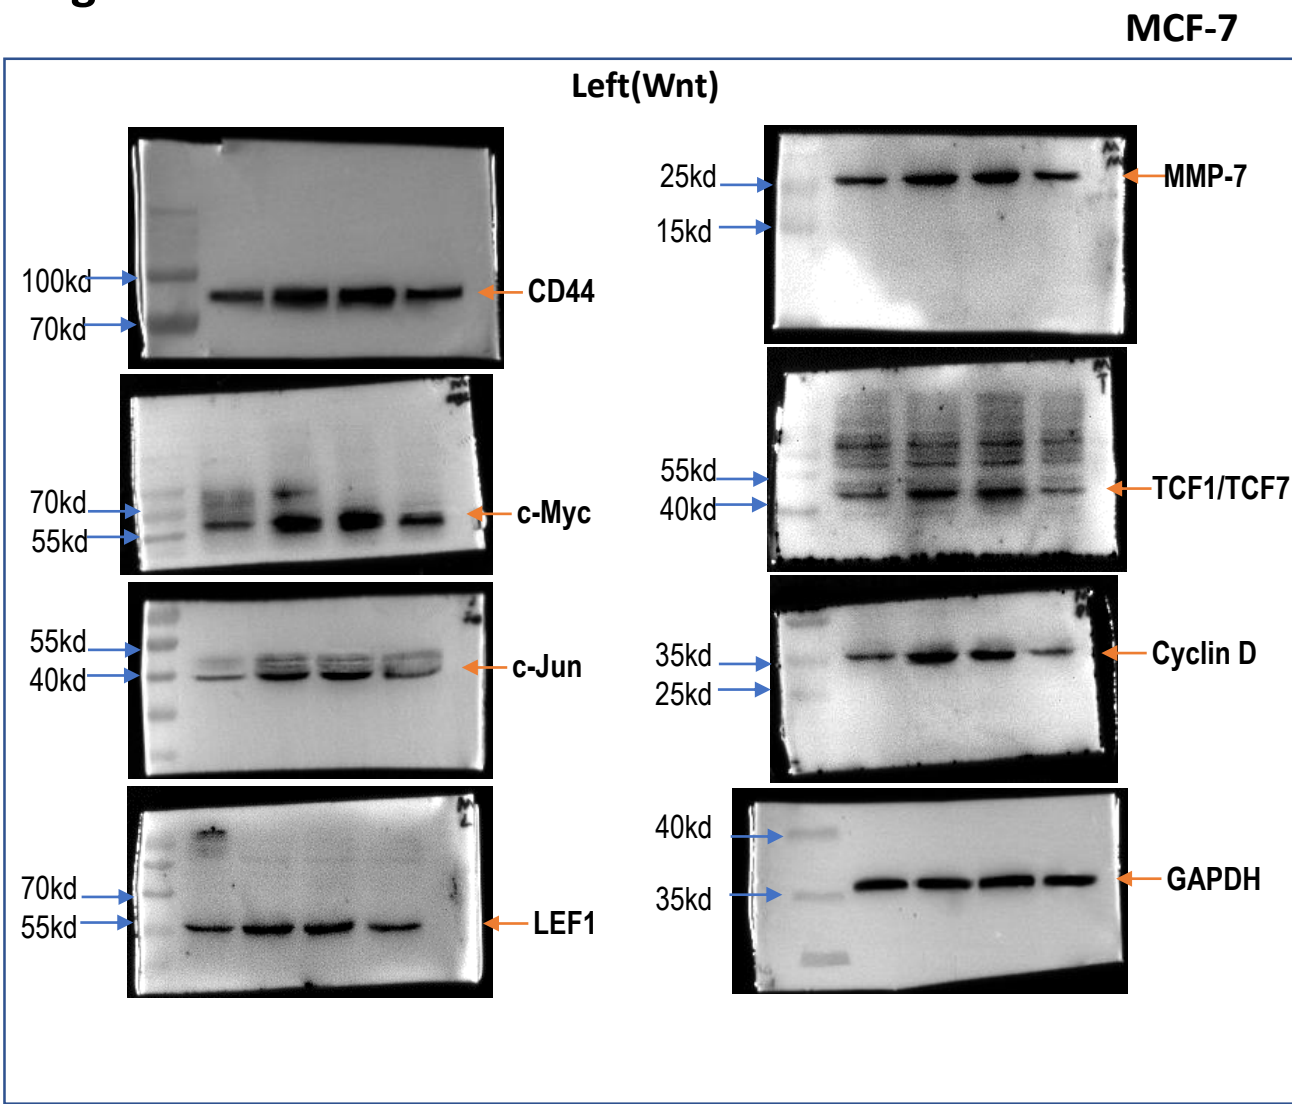 MCF-7
Left(Wnt)
100kd
70kd
CD44
70kd
55kd
c-Myc
55kd
40kd
c-Jun
70kd
55kd
LEF1
25kd
15kd
MMP-7
55kd
40kd
TCF1/TCF7
35kd
25kd
Cyclin D
40kd
35kd
GAPDH